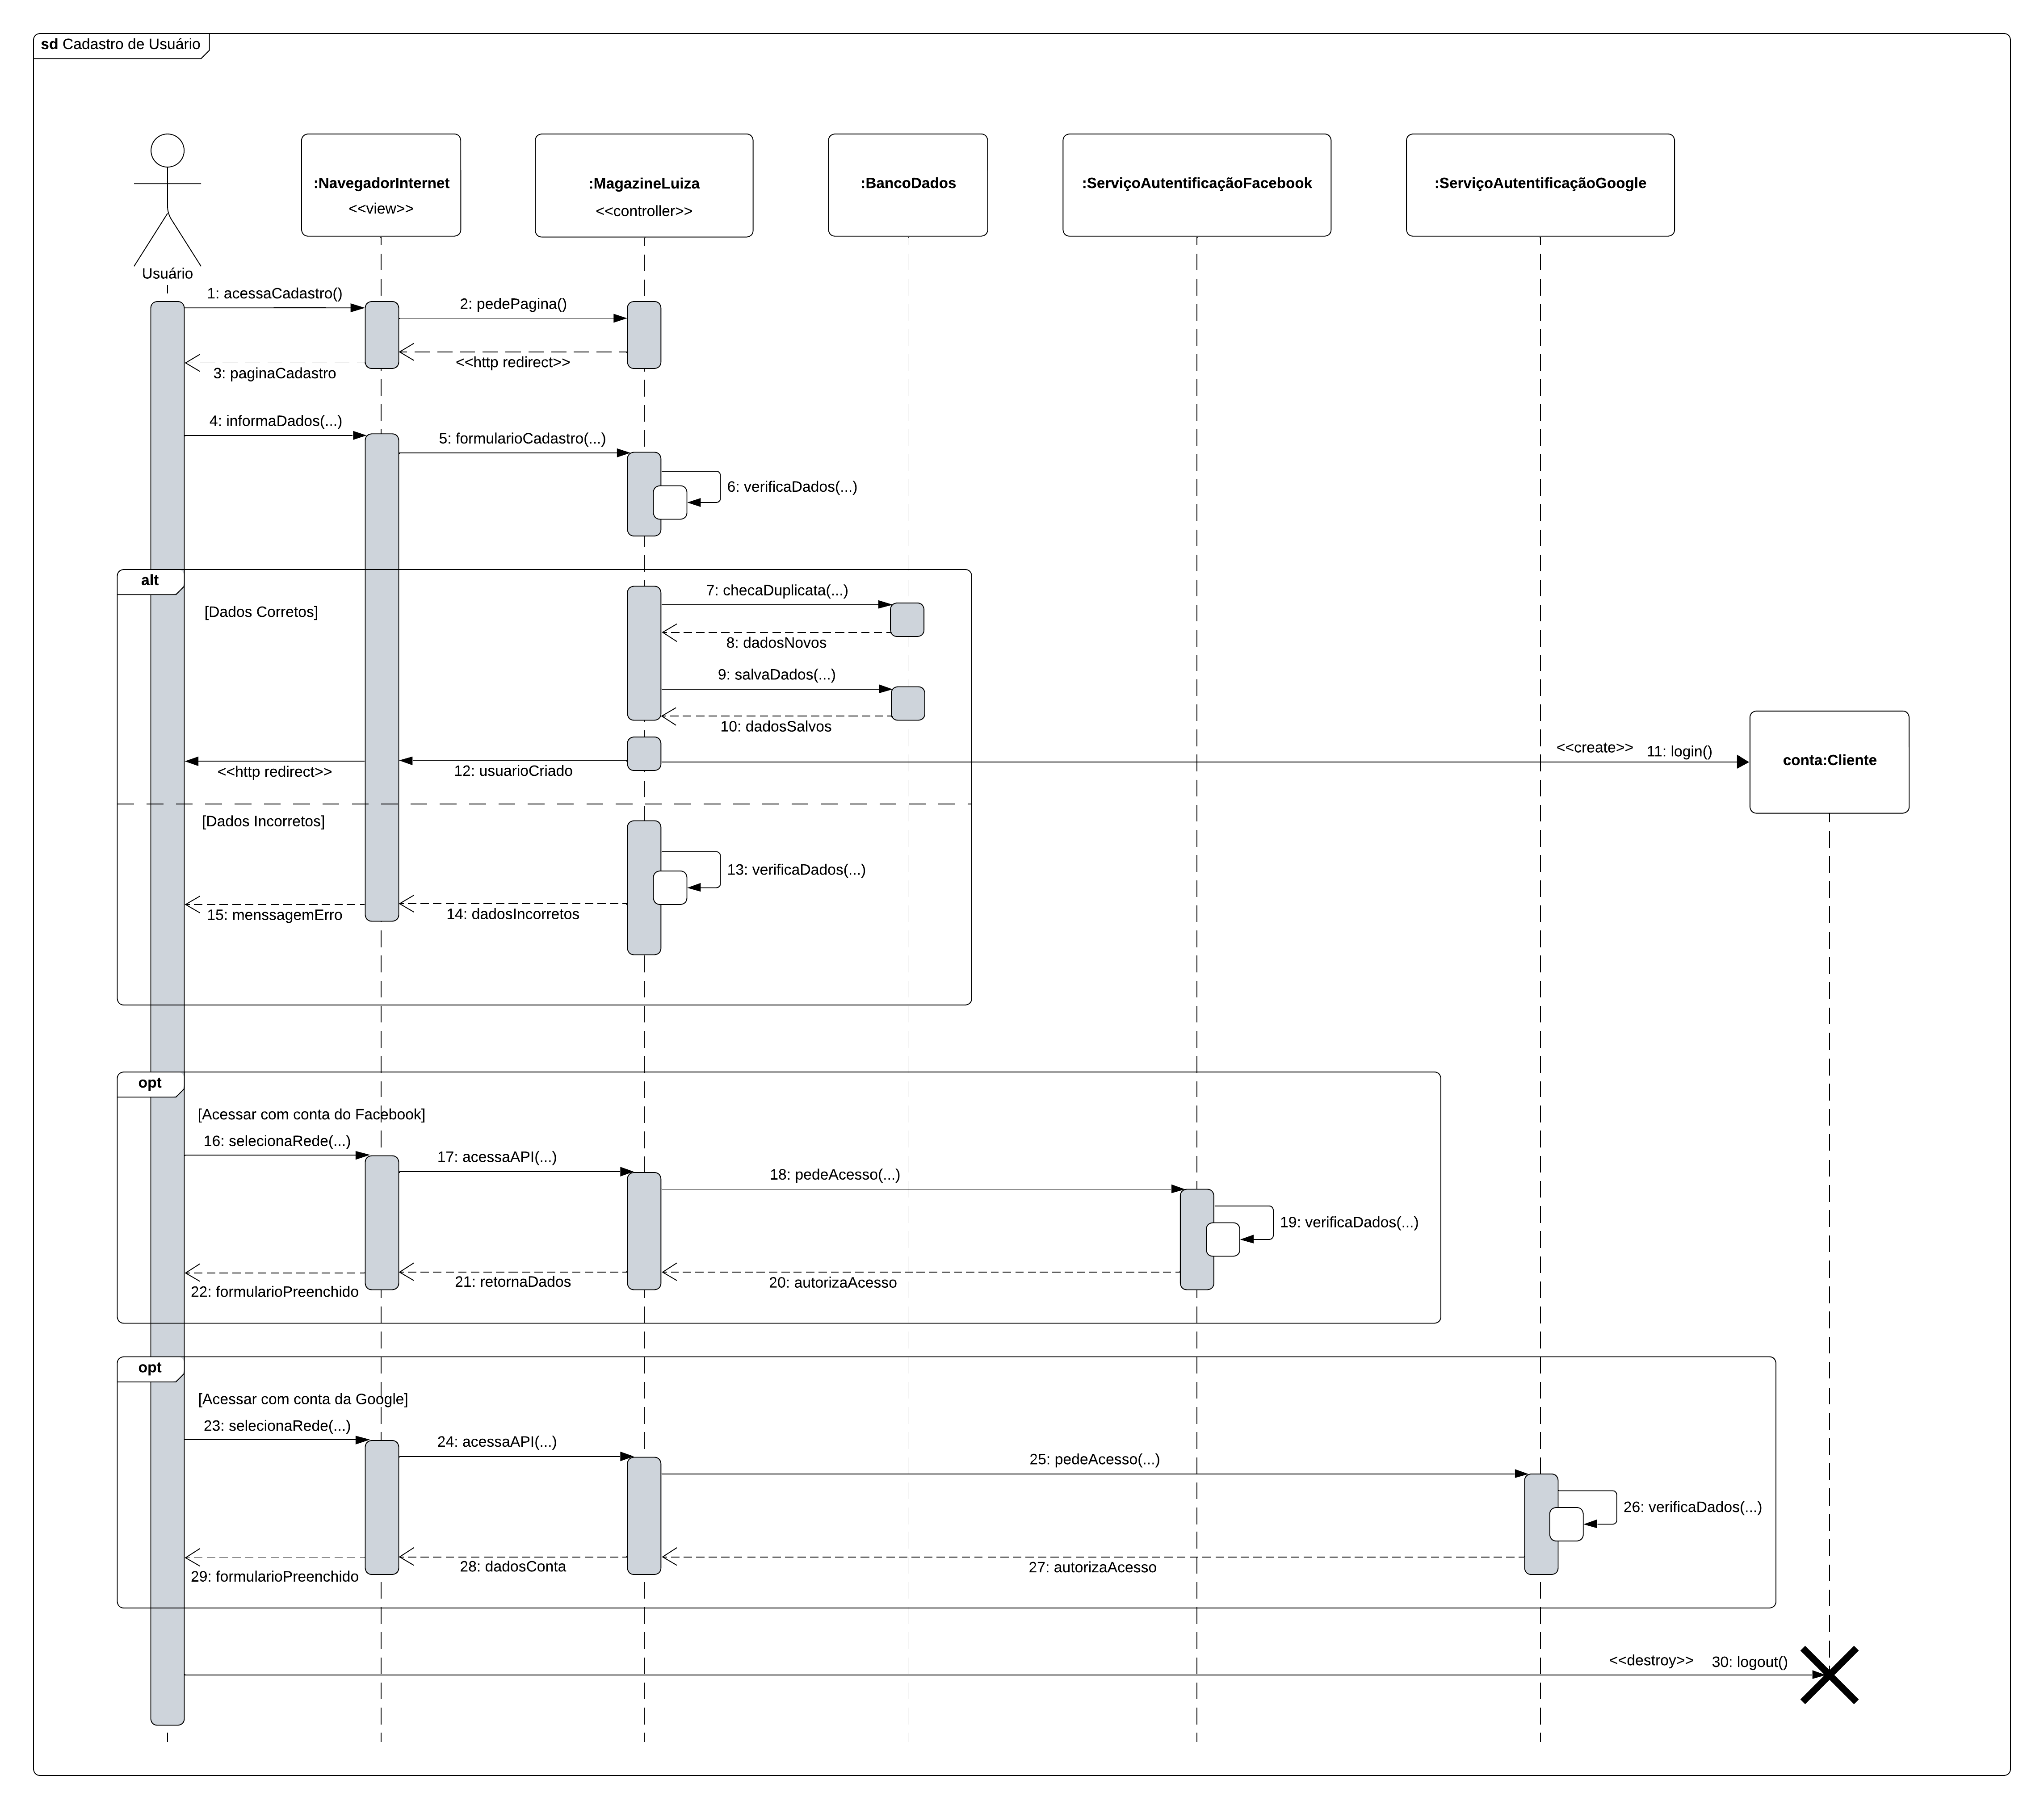 sd Cadastro de Usuário
:NavegadorInternet
<<view>>
:MagazineLuiza
<<controller>>
:BancoDados
:ServiçoAutentificaçãoFacebook
:ServiçoAutentificaçãoGoogle
Usuário
1: acessaCadastro()
2: pedePagina()
<<http redirect>>
3: paginaCadastro
4: informaDados(...)
5: formularioCadastro(...)
6: verificaDados(...)
alt
[Dados Corretos]
7: checaDuplicata(...)
8: dadosNovos
9: salvaDados(...)
10: dadosSalvos
<<create>>
11: login()
conta:Cliente
12: usuarioCriado
<<http redirect>>
[Dados Incorretos]
13: verificaDados(...)
14: dadosIncorretos
15: menssagemErro
opt
[Acessar com conta do Facebook]
16: selecionaRede(...)
17: acessaAPI(...)
18: pedeAcesso(...)
19: verificaDados(...)
20: autorizaAcesso
21: retornaDados
22: formularioPreenchido
opt
[Acessar com conta da Google]
23: selecionaRede(...)
24: acessaAPI(...)
25: pedeAcesso(...)
26: verificaDados(...)
27: autorizaAcesso
28: dadosConta
29: formularioPreenchido
<<destroy>>
30: logout()